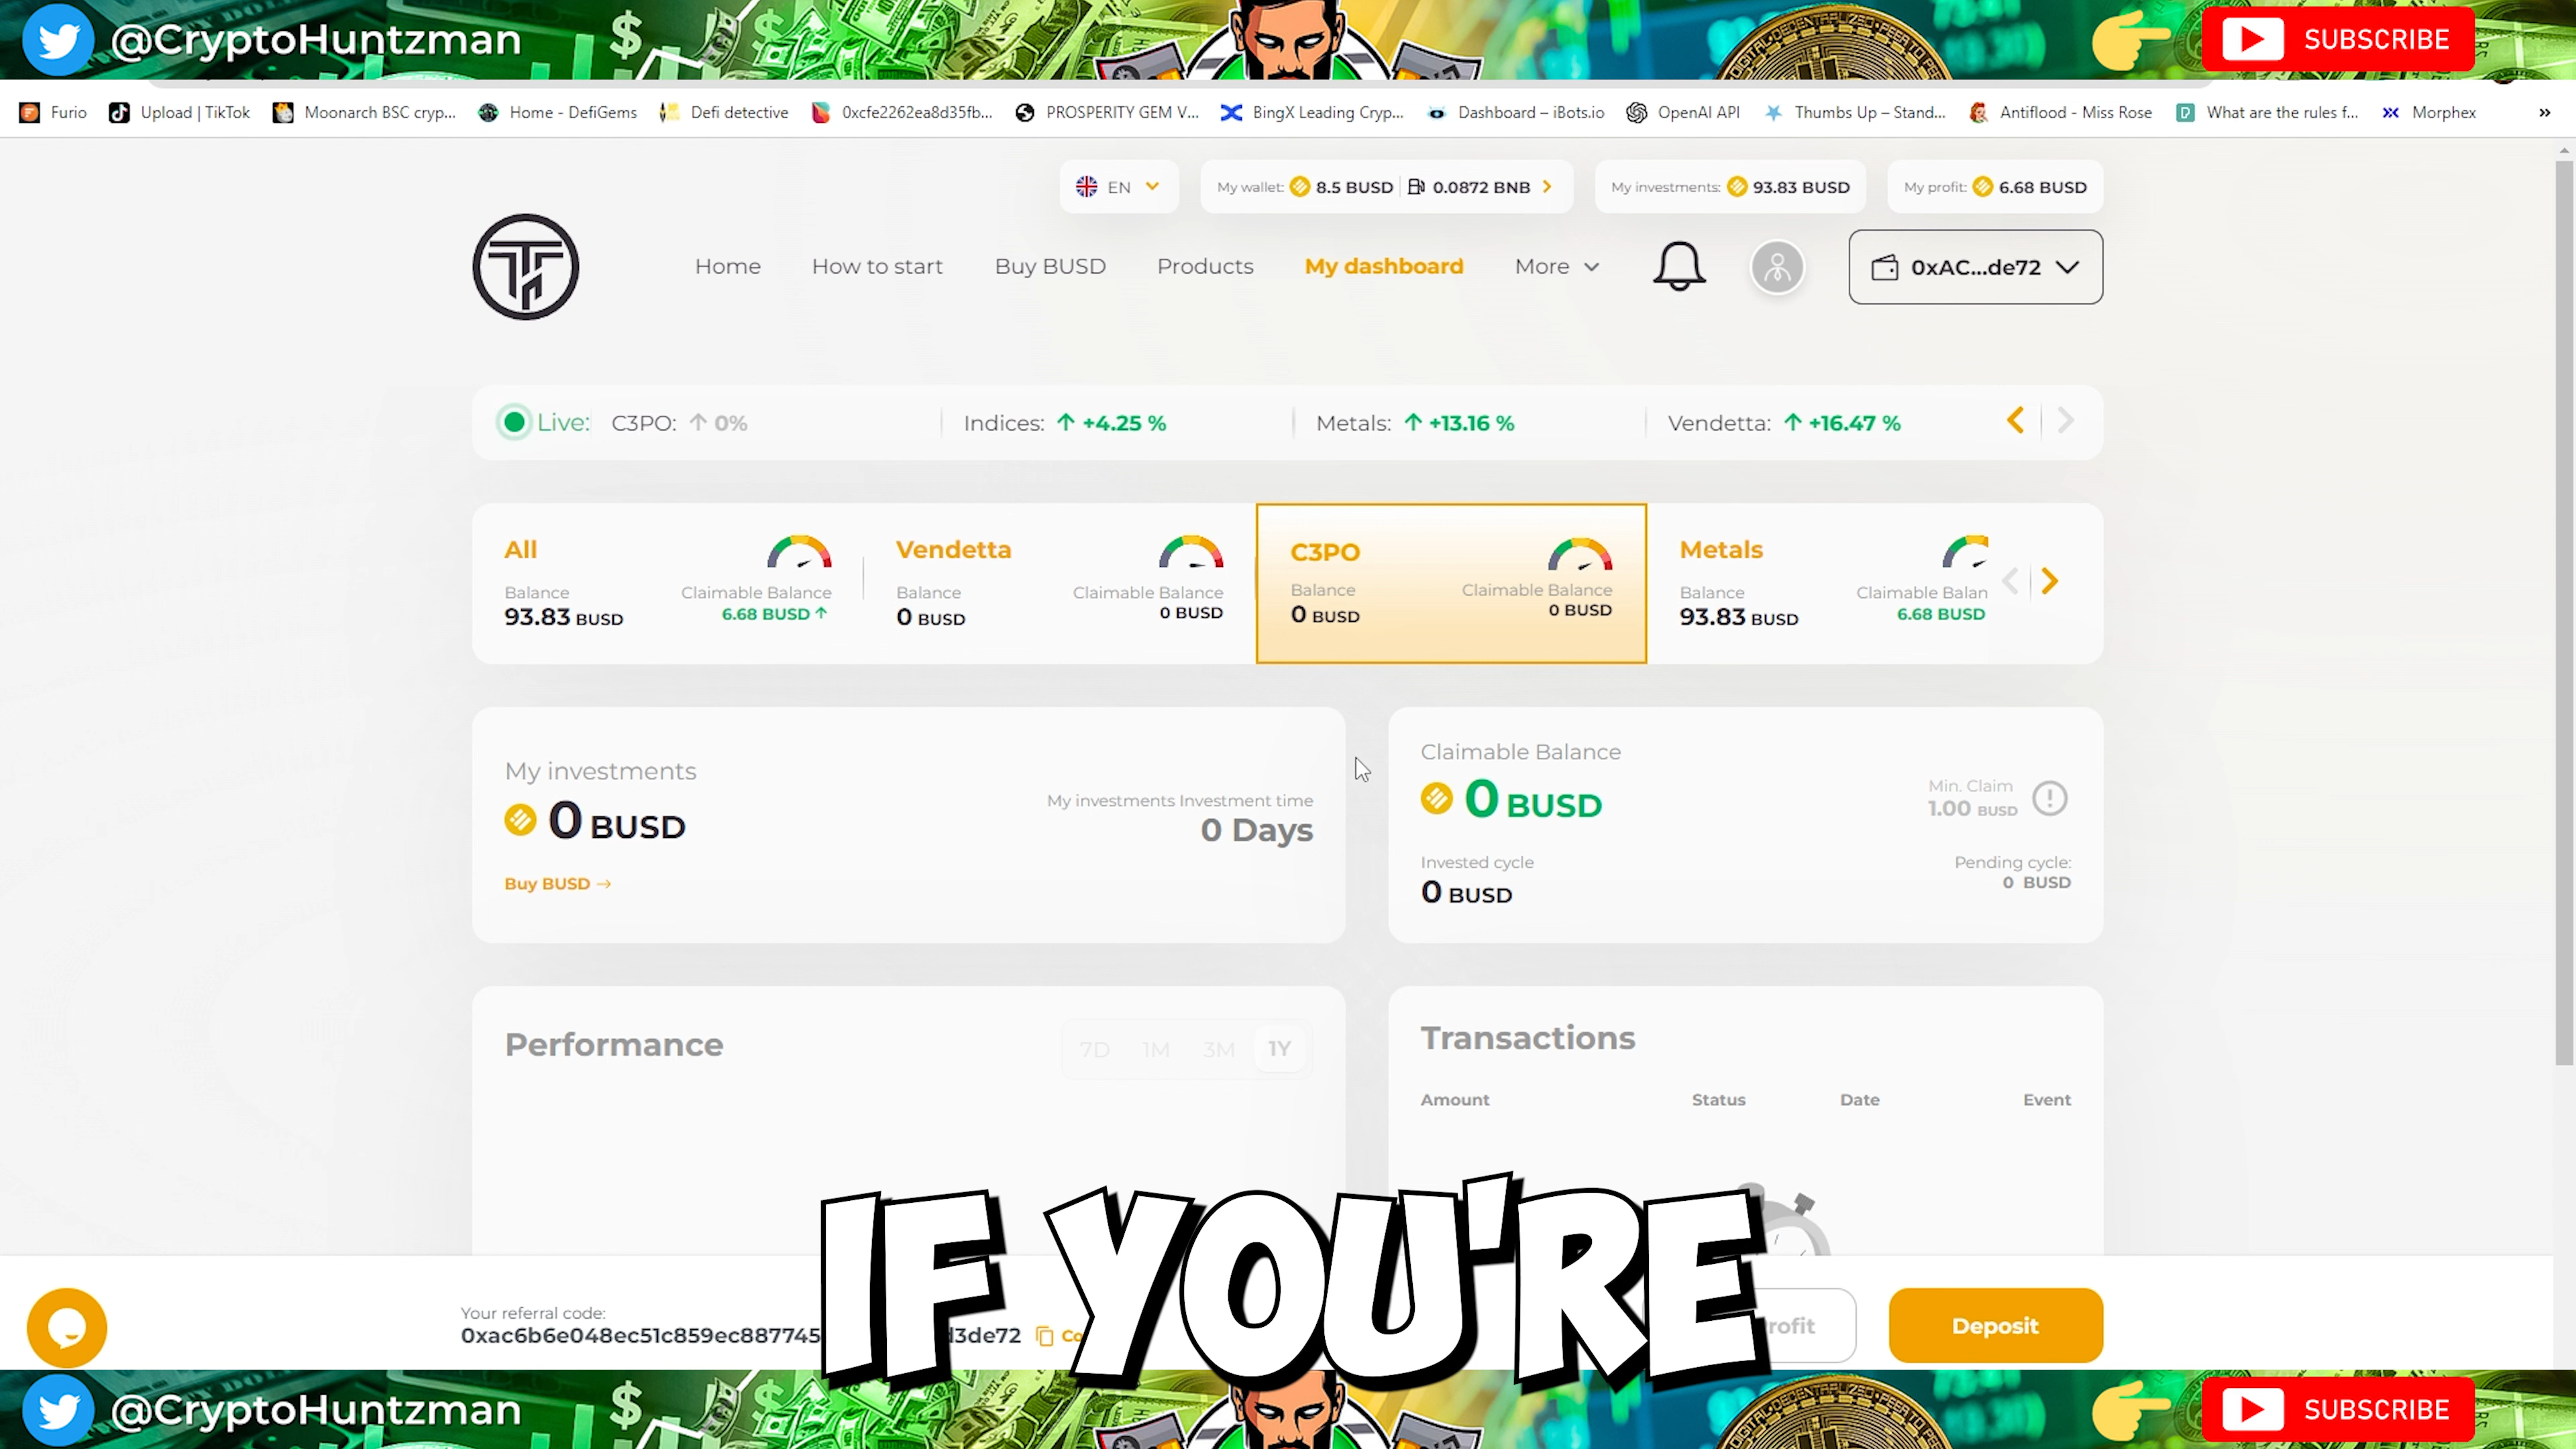 @CryptoHuntzman
SUBSCRIBE
Furio
Upload | TikTok
Moonarch BSC cryp...
Home - DefiGems
Defi detective
0xcfe2262ea8d35fb...
PROSPERITY GEM V...
BingX Leading Cryp...
Dashboard – iBots.io
OpenAI API
Thumbs Up – Stand...
Antiflood - Miss Rose
What are the rules f...
Morphex
»
EN
My wallet: 8.5 BUSD 0.0872 BNB
My investments: 93.83 BUSD
My profit: 6.68 BUSD
Home
How to start
Buy BUSD
Products
My dashboard
More
0xAC...de72
Live:
C3PO: ↑ 0%
Indices: ↑ +4.25 %
Metals: ↑ +13.16 %
Vendetta: ↑ +16.47 %
All
Balance
93.83 BUSD
Claimable Balance
6.68 BUSD ↑
Vendetta
Balance
0 BUSD
Claimable Balance
0 BUSD
C3PO
Balance
0 BUSD
Claimable Balance
0 BUSD
Metals
Balance
93.83 BUSD
Claimable Balan
6.68 BUSD
My investments
0 BUSD
Buy BUSD →
My investments Investment time
0 Days
Claimable Balance
0 BUSD
Min. Claim
1.00 BUSD
Invested cycle
0 BUSD
Pending cycle:
0 BUSD
Performance
7D 1M 3M 1Y
Transactions
Amount Status Date Event
IF YOU'RE
Your referral code:
0xac6b6e048ec51c859ec887745
d3de72
Deposit
@CryptoHuntzman
SUBSCRIBE